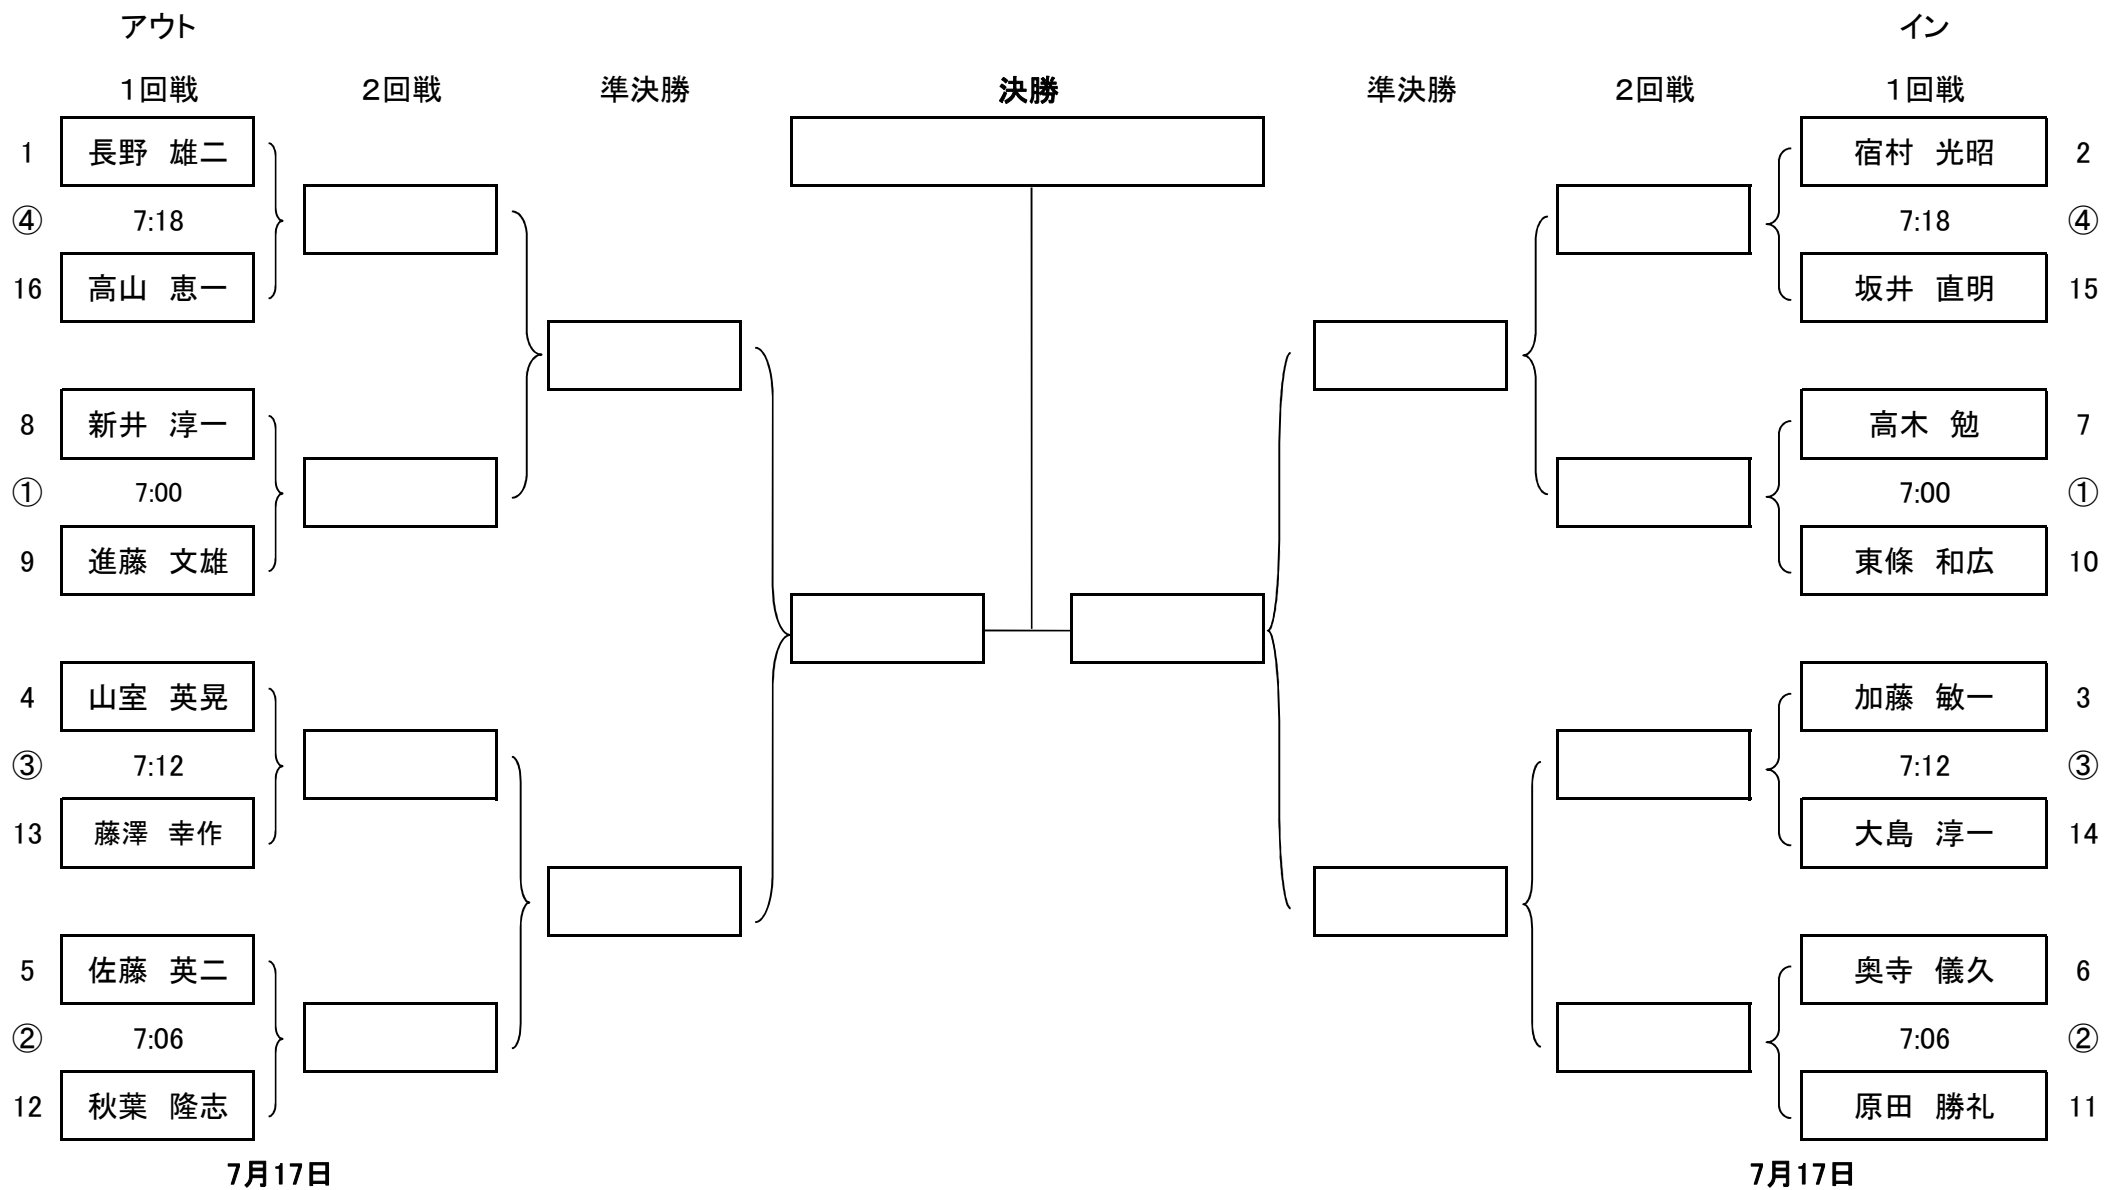 アウト イン
1回戦 2回戦 準決勝 決勝 準決勝 2回戦 1回戦
1 長野 雄二 宿村 光昭 2
④ 7:18 7:18 ④
16 高山 恵一 坂井 直明 15
8 新井 淳一 高木 勉 7
① 7:00 7:00 ①
9 進藤 文雄 東條 和広 10
4 山室 英晃 加藤 敏一 3
③ 7:12 7:12 ③
13 藤澤 幸作 大島 淳一 14
5 佐藤 英二 奥寺 儀久 6
② 7:06 7:06 ②
12 秋葉 隆志 原田 勝礼 11
7月17日 7月17日